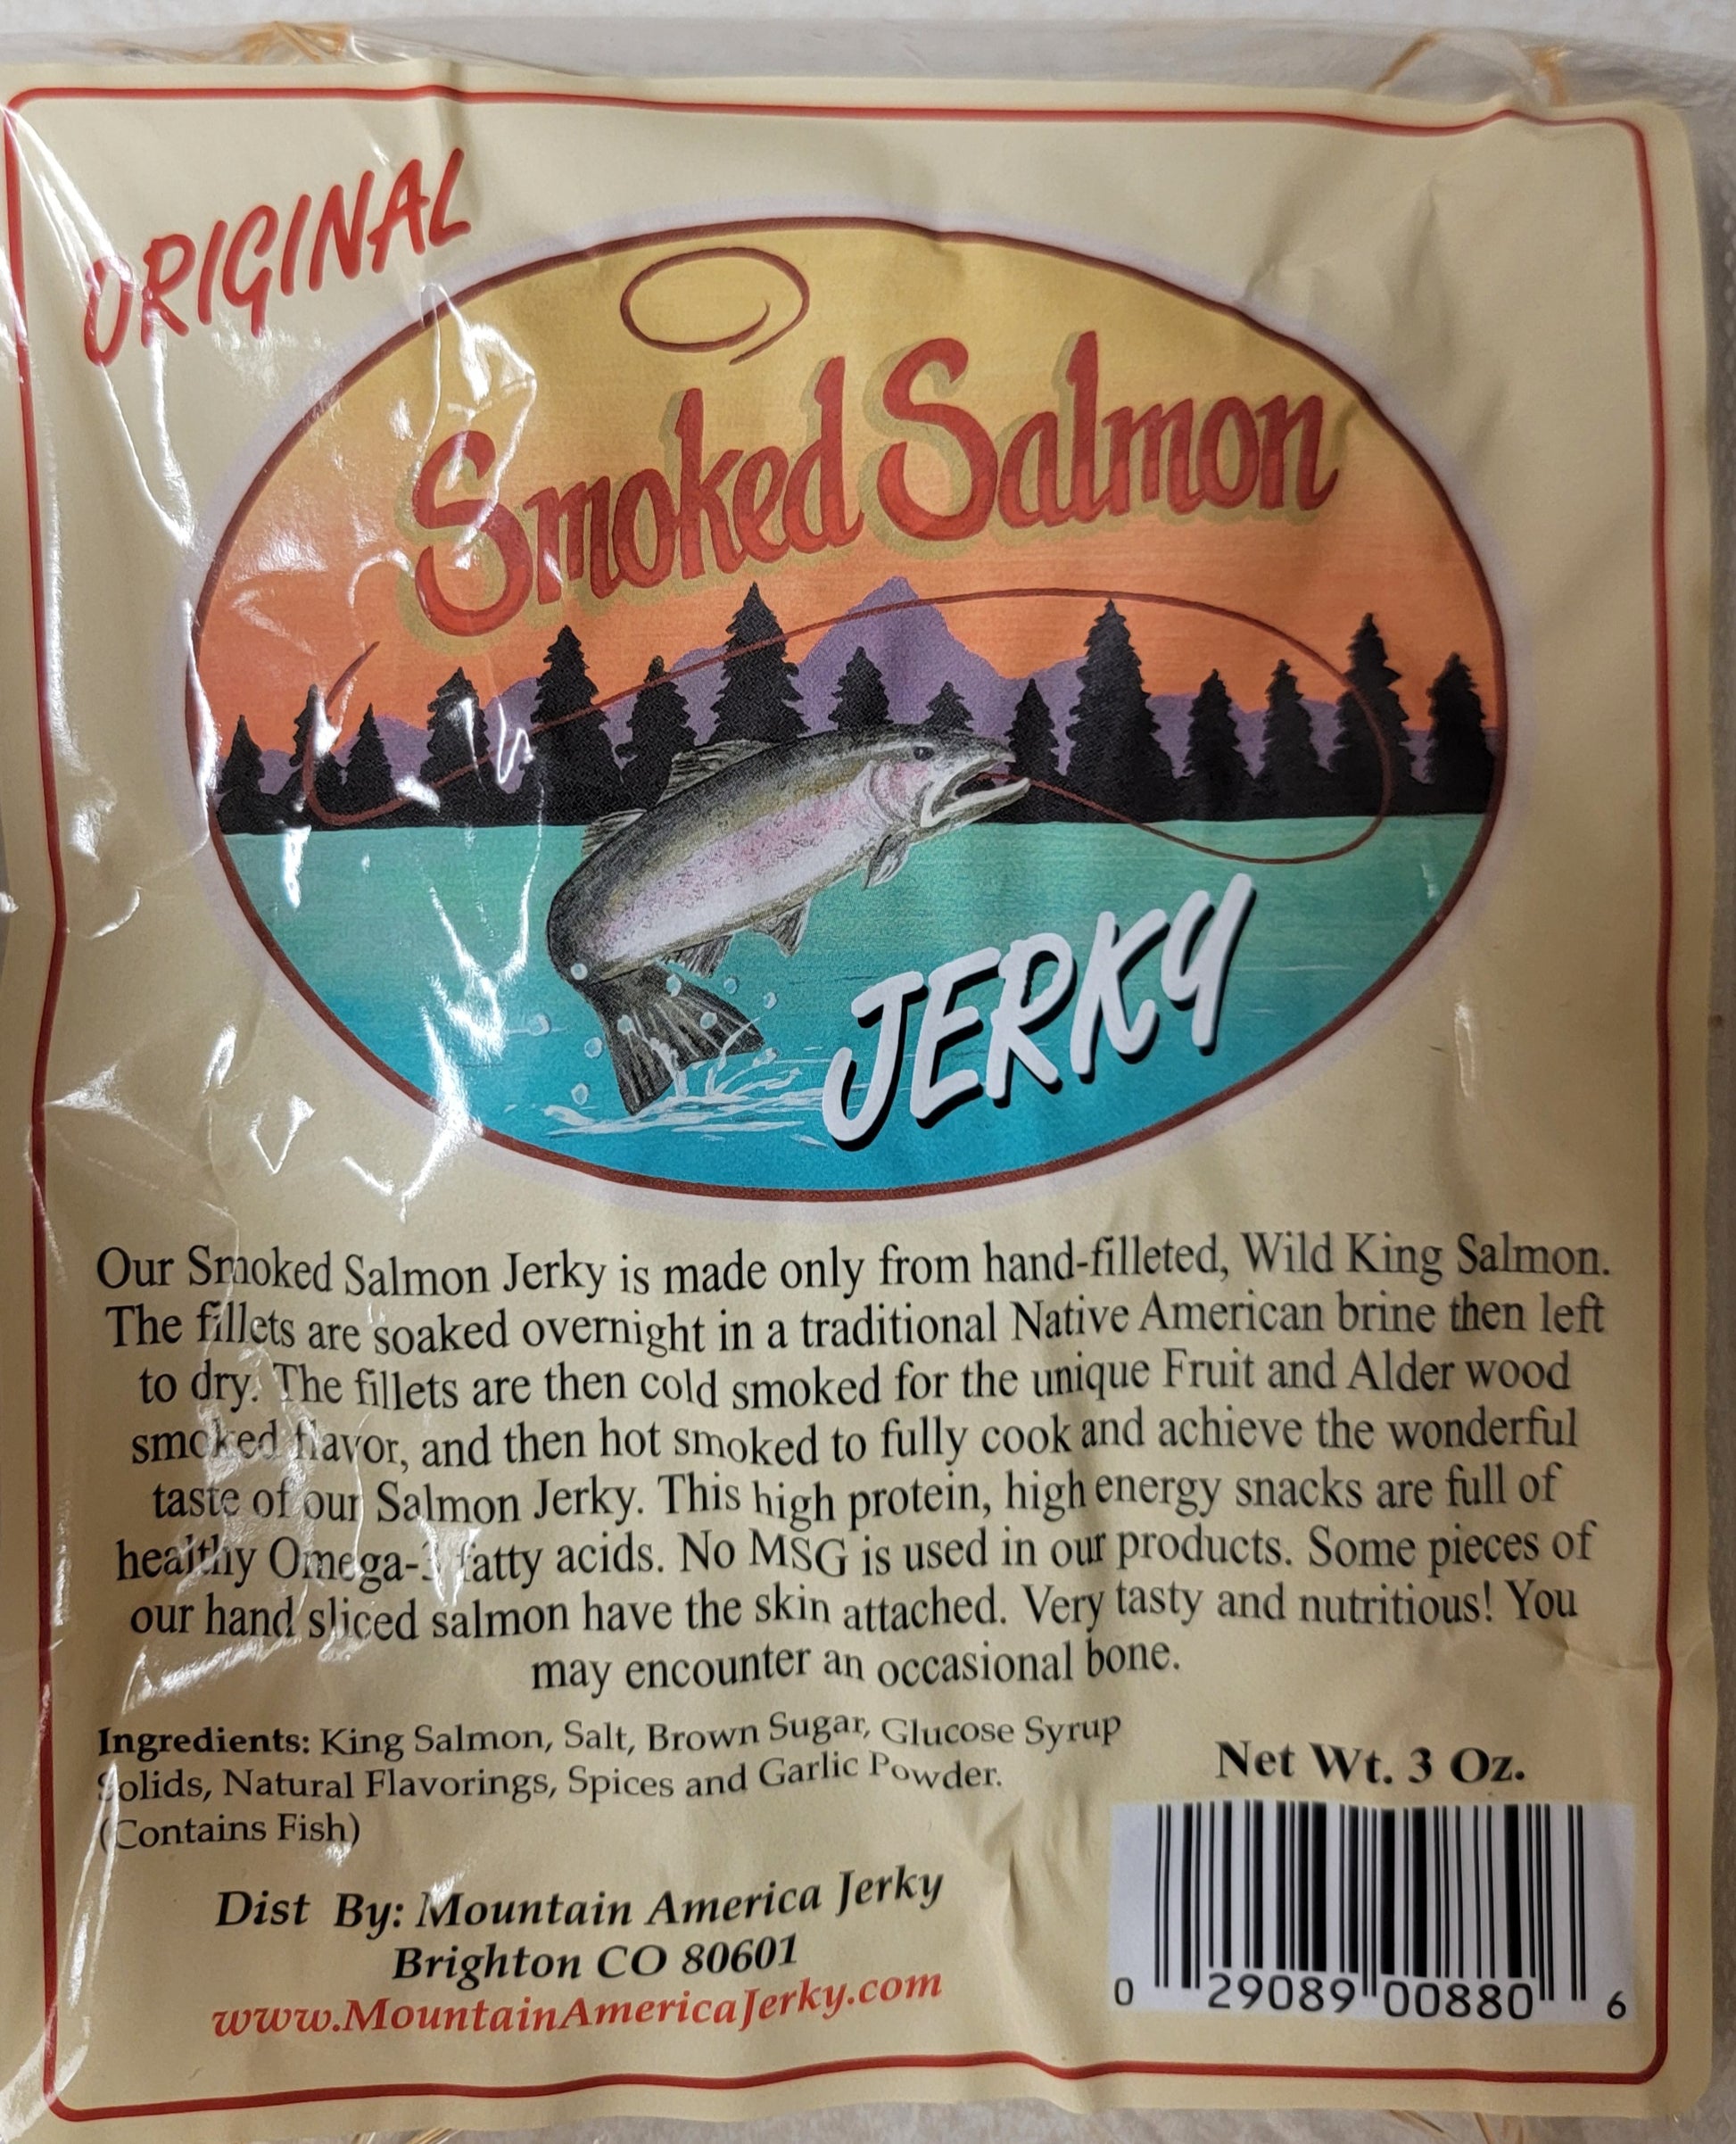 ORIGINAL
Smoked Salmon
JERKY
Our Smoked Salmon Jerky is made only from hand-filleted, Wild King Salmon.
The fillets are soaked overnight in a traditional Native American brine then left
to dry. The fillets are then cold smoked for the unique Fruit and Alder wood
smoked flavor, and then hot smoked to fully cook and achieve the wonderful
taste of our Salmon Jerky. This high protein, high energy snacks are full of
healthy Omega-3 fatty acids. No MSG is used in our products. Some pieces of
our hand sliced salmon have the skin attached. Very tasty and nutritious! You
may encounter an occasional bone.
Ingredients: King Salmon, Salt, Brown Sugar, Glucose Syrup
Solids, Natural Flavorings, Spices and Garlic Powder.
(Contains Fish)
Net Wt. 3 Oz.
Dist By: Mountain America Jerky
Brighton CO 80601
www.MountainAmericaJerky.com
0 29089 00880 6